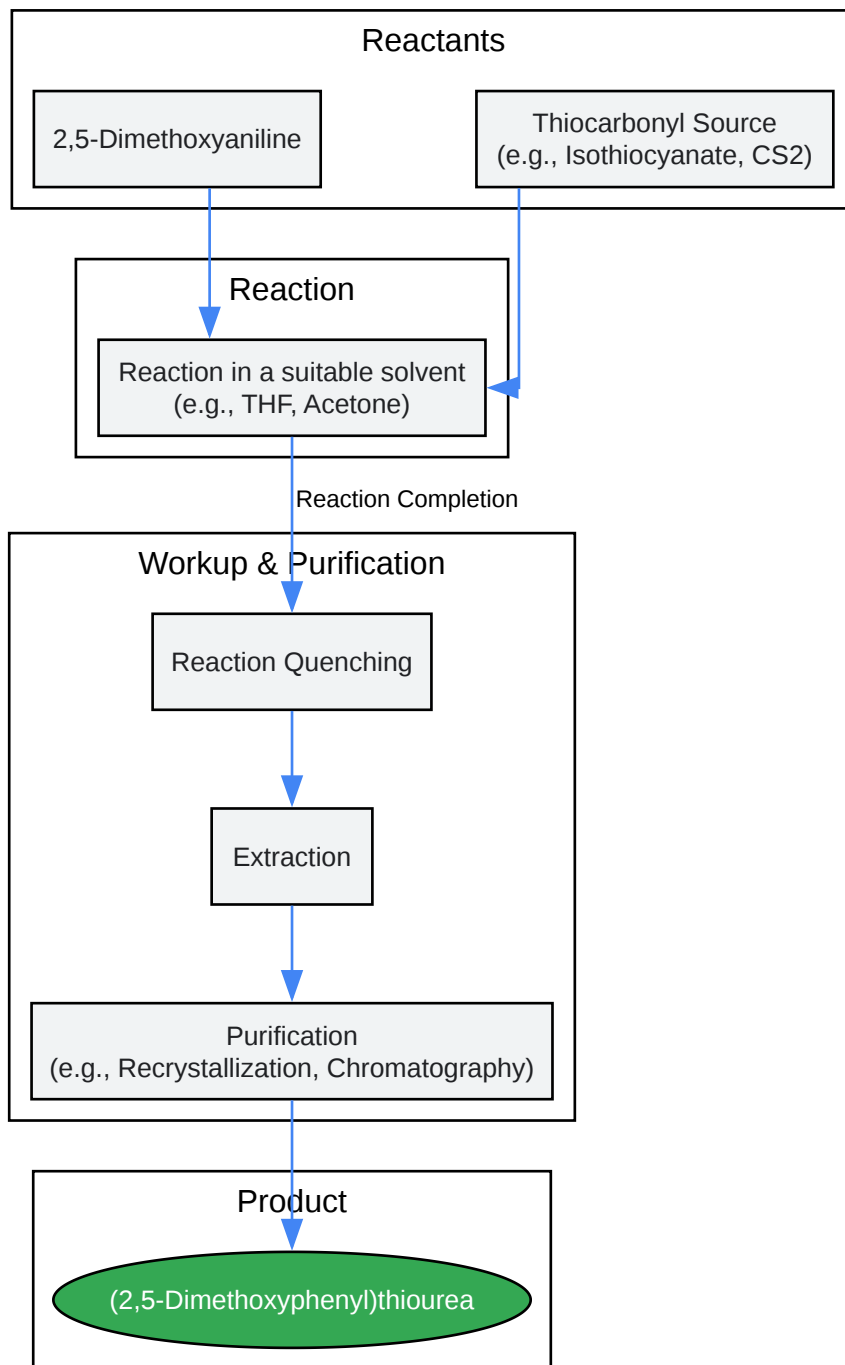 Reactants
2,5-Dimethoxyaniline
Thiocarbonyl Source
(e.g., Isothiocyanate, CS2)
Reaction
Reaction in a suitable solvent
(e.g., THF, Acetone)
Reaction Completion
Workup & Purification
Reaction Quenching
Extraction
Purification
(e.g., Recrystallization, Chromatography)
Product
(2,5-Dimethoxyphenyl)thiourea